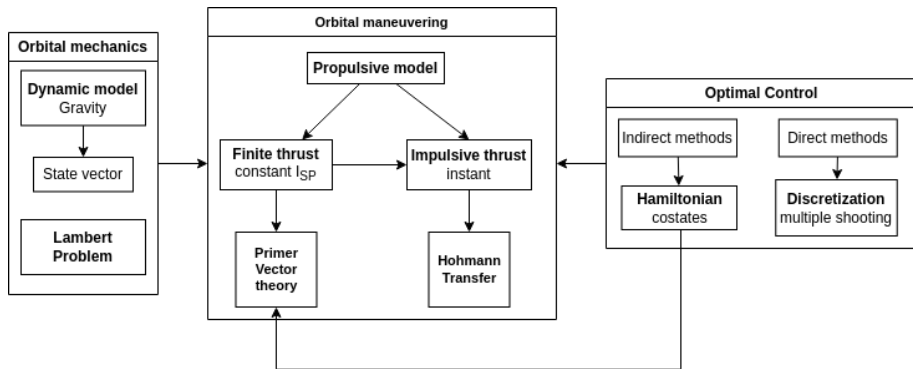 Orbital mechanics
Dynamic model
Gravity
State vector
Lambert
Problem
Orbital maneuvering
Propulsive model
Finite thrust
constant I_SP
Impulsive thrust
instant
Primer
Vector
theory
Hohmann
Transfer
Optimal Control
Indirect methods
Direct methods
Hamiltonian
costates
Discretization
multiple shooting